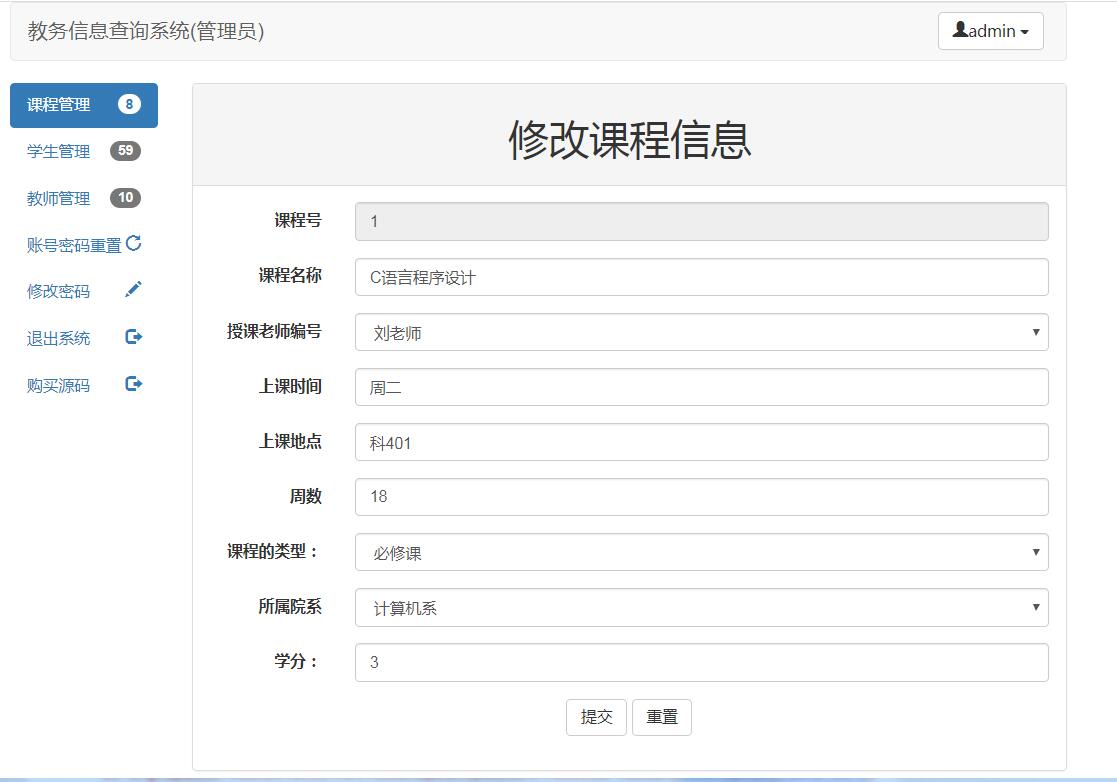 教务信息查询系统(管理员)
admin
课程管理 8
学生管理 59
教师管理 10
账号密码重置
修改密码
退出系统
购买源码
修改课程信息
课程号 1
课程名称 C语言程序设计
授课老师编号 刘老师
上课时间 周二
上课地点 科401
周数 18
课程的类型： 必修课
所属院系 计算机系
学分： 3
提交 重置